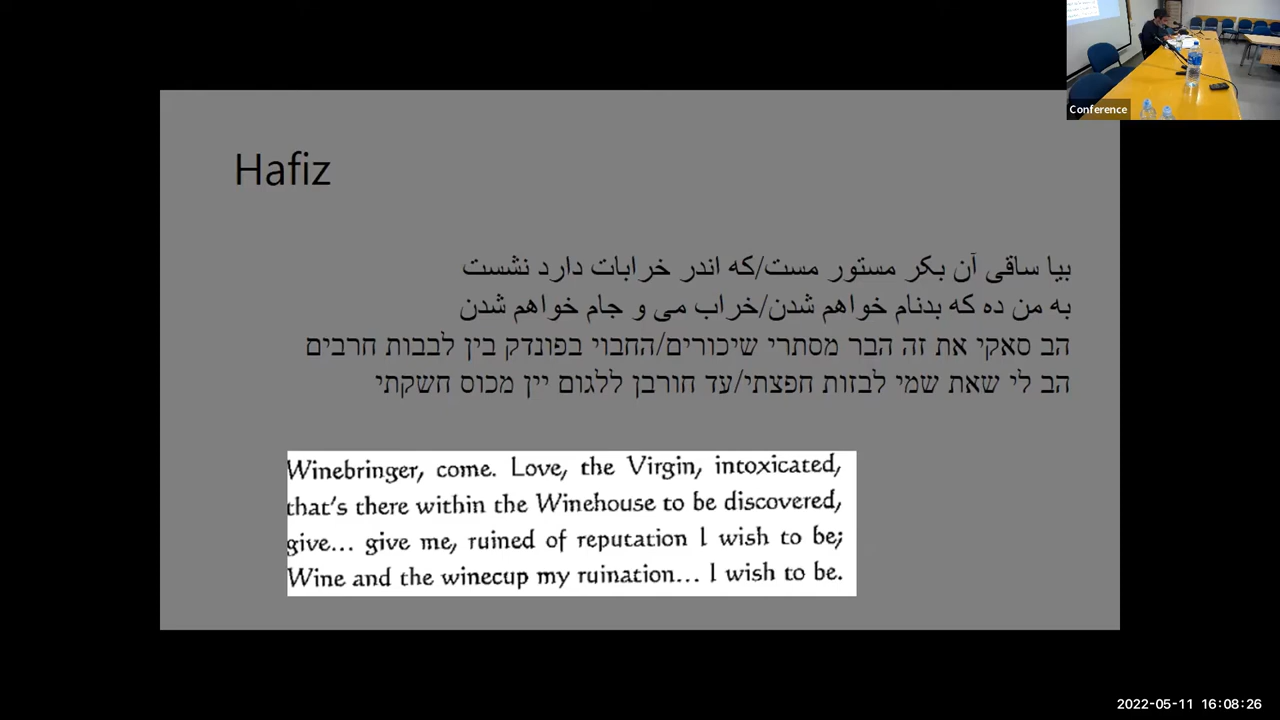 Conference
Hafiz
بیا ساقی آن بکر مستور مست/که اندر خرابات دارد نشست
به من ده که بدنام خواهم شدن/خراب می و جام خواهم شدن
הב סאקי את זה הבר מסתרי שיכורים/החבוי בפונדק בין לבבות חרבים
הב לי שאת שמי לבזות חפצתי/עד חורבן ללגום יין מכוס חשקתי
Winebringer, come. Love, the Virgin, intoxicated,
that's there within the Winehouse to be discovered,
give... give me, ruined of reputation I wish to be;
Wine and the winecup my ruination... I wish to be.
2022-05-11 16:08:26